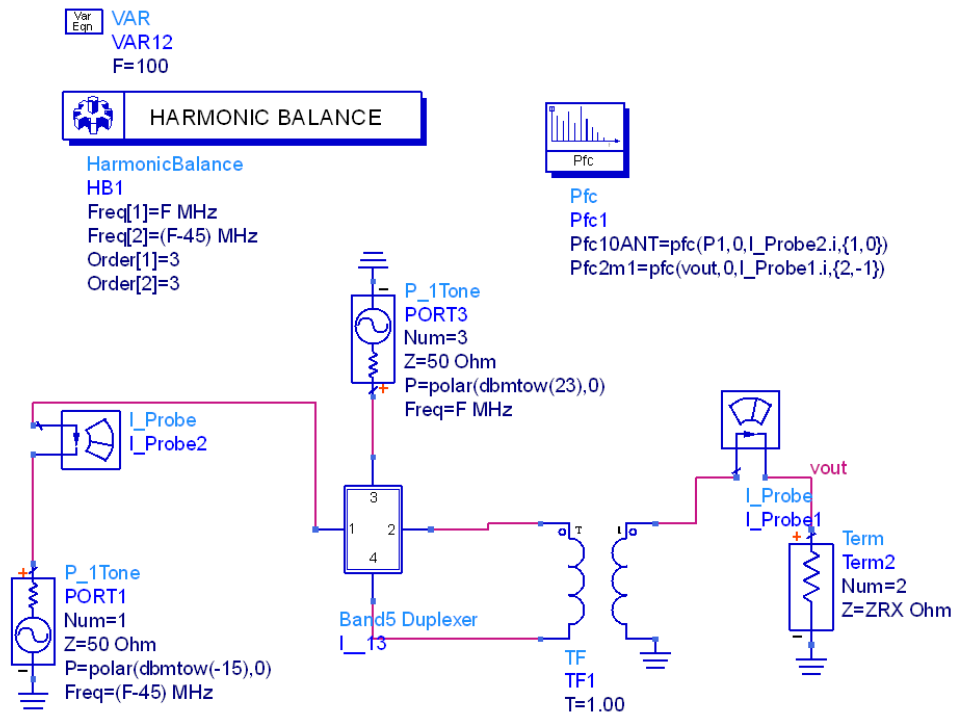 Var
Eqn
VAR
VAR12
F=100
HARMONIC BALANCE
HarmonicBalance
HB1
Freq[1]=F MHz
Freq[2]=(F-45) MHz
Order[1]=3
Order[2]=3
Pfc
Pfc
Pfc1
Pfc10ANT=pfc(P1,0,I_Probe2.i,{1,0})
Pfc2m1=pfc(vout,0,I_Probe1.i,{2,-1})
P_1Tone
PORT3
Num=3
Z=50 Ohm
P=polar(dbmtow(23),0)
Freq=F MHz
I_Probe
I_Probe2
vout
I_Probe
I_Probe1
3
1
2
4
T
1
Term
Term2
Num=2
Z=ZRX Ohm
P_1Tone
PORT1
Num=1
Z=50 Ohm
P=polar(dbmtow(-15),0)
Freq=(F-45) MHz
Band5 Duplexer
I__13
TF
TF1
T=1.00